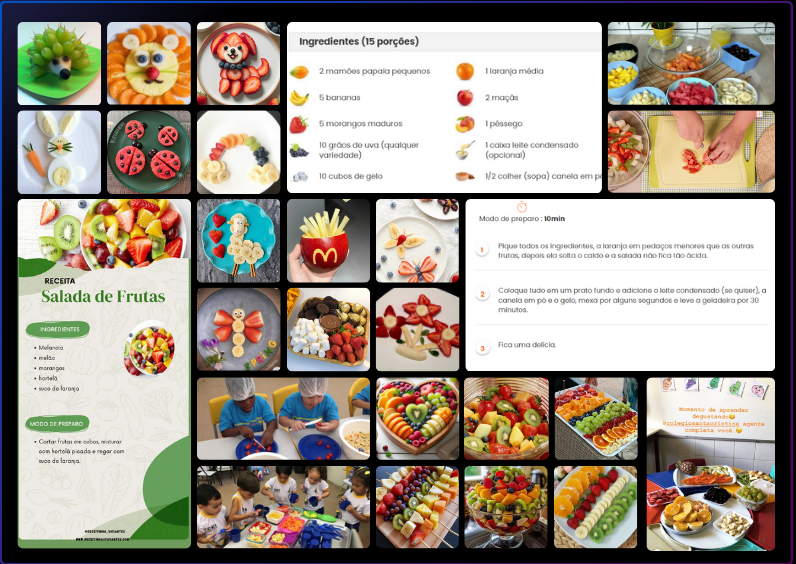 Ingredientes (15 porções)
2 mamões papaia pequenos
1 laranja média
5 bananas
2 maçãs
5 morangos maduros
1 pêssego
10 grãos de uva (qualquer
variedade)
1 caixa leite condensado
(opcional)
10 cubos de gelo
1/2 colher (sopa) canela em p
RECEITA
Salada de Frutas
INGREDIENTES
• Melancia
• melão
• morangos
• hortelã
• suco de laranja
MODO DE PREPARO
• Cortar frutas em cubos, misturar
com hortelã picada e regar com
suco de laranja.
Modo de preparo : 10min
1 Pique todos os ingredientes, a laranja em pedaços menores que as outras
frutas, depois ela solta o caldo e a salada não fica tão ácida.
2 Coloque tudo em um prato fundo e adicione o leite condensado (se quiser), a
canela em pó e o gelo, mexa por alguns segundos e leve a geladeira por 30
minutos.
3 Fica uma delícia.
Momento de aprender
degustando
completa você.